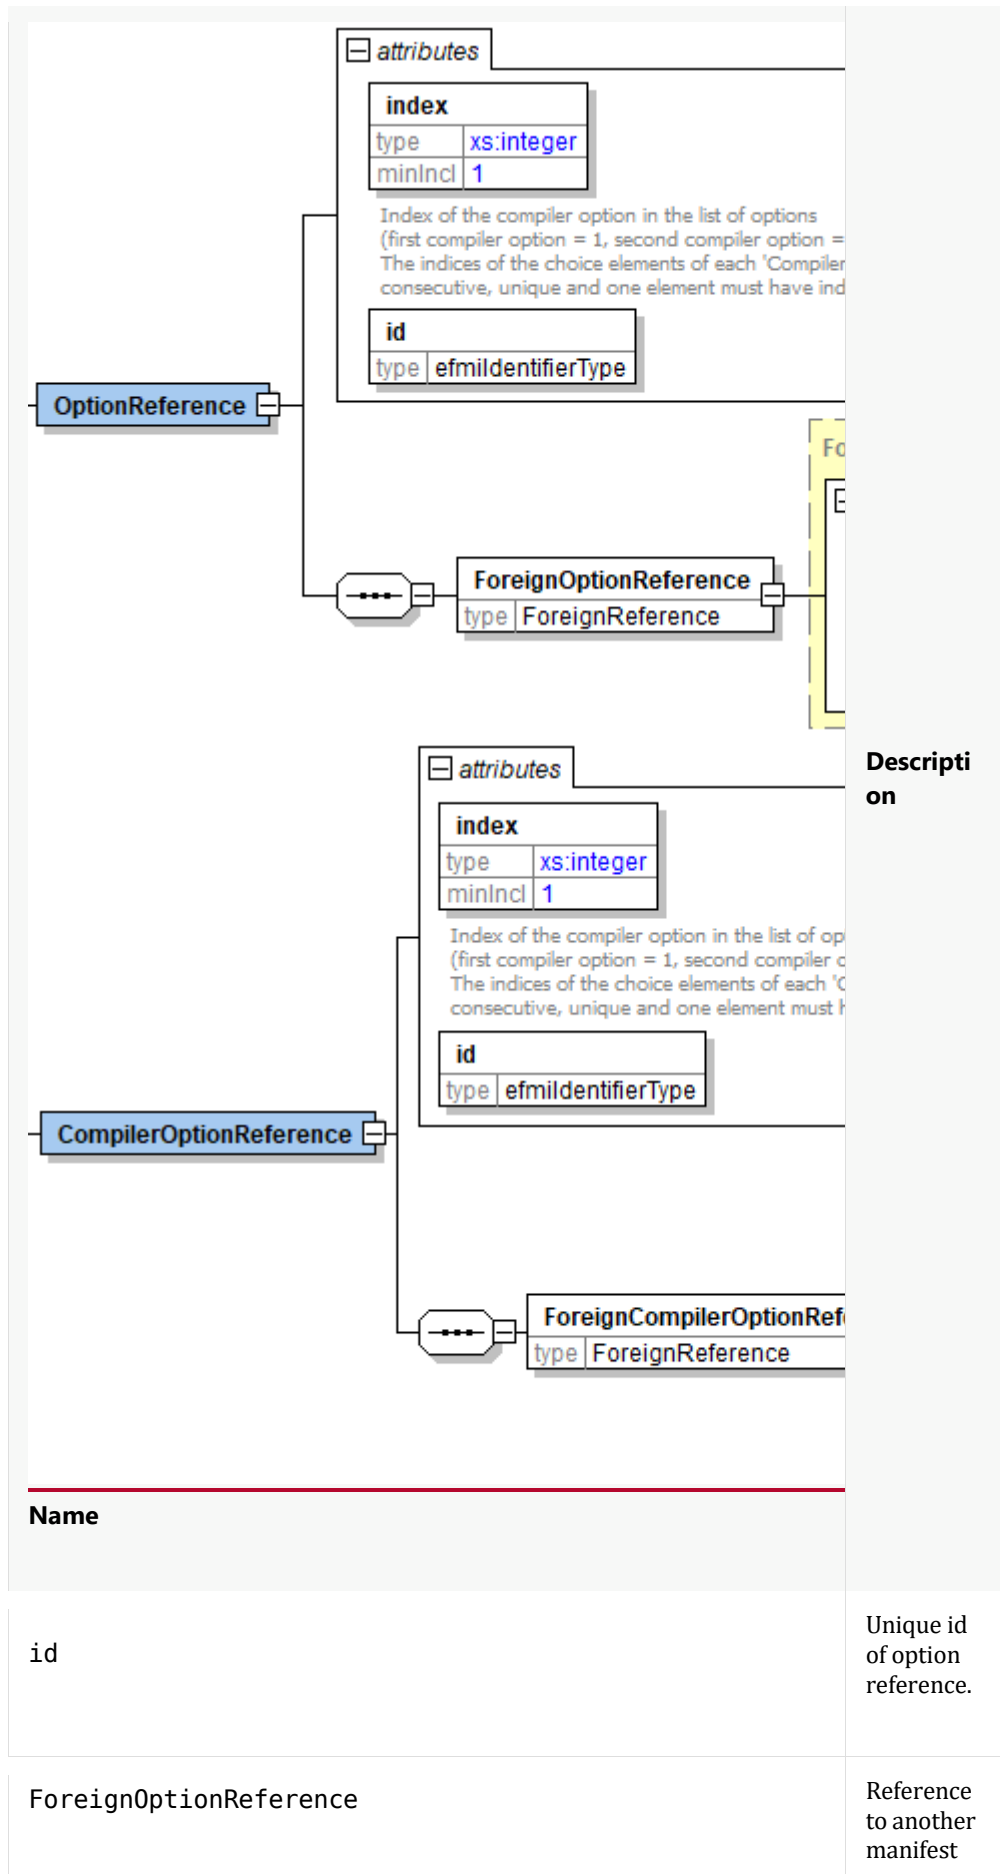 attributes
index
type xs:integer
minIncl 1
Index of the compiler option in the list of options
(first compiler option = 1, second compiler option =
The indices of the choice elements of each 'Compiler
consecutive, unique and one element must have
id
type efmiIdentifierType
OptionReference
ForeignOptionReference
type ForeignReference
attributes
index
type xs:integer
minIncl 1
Index of the compiler option in the list of
(first compiler option = 1, second compiler
The indices of the choice elements of each
consecutive, unique and one element must
id
type efmiIdentifierType
CompilerOptionReference
ForeignCompilerOptionRef
type ForeignReference
Descripti
on
Name
id
Unique id
of option
reference.
ForeignOptionReference
Reference
to another
manifest